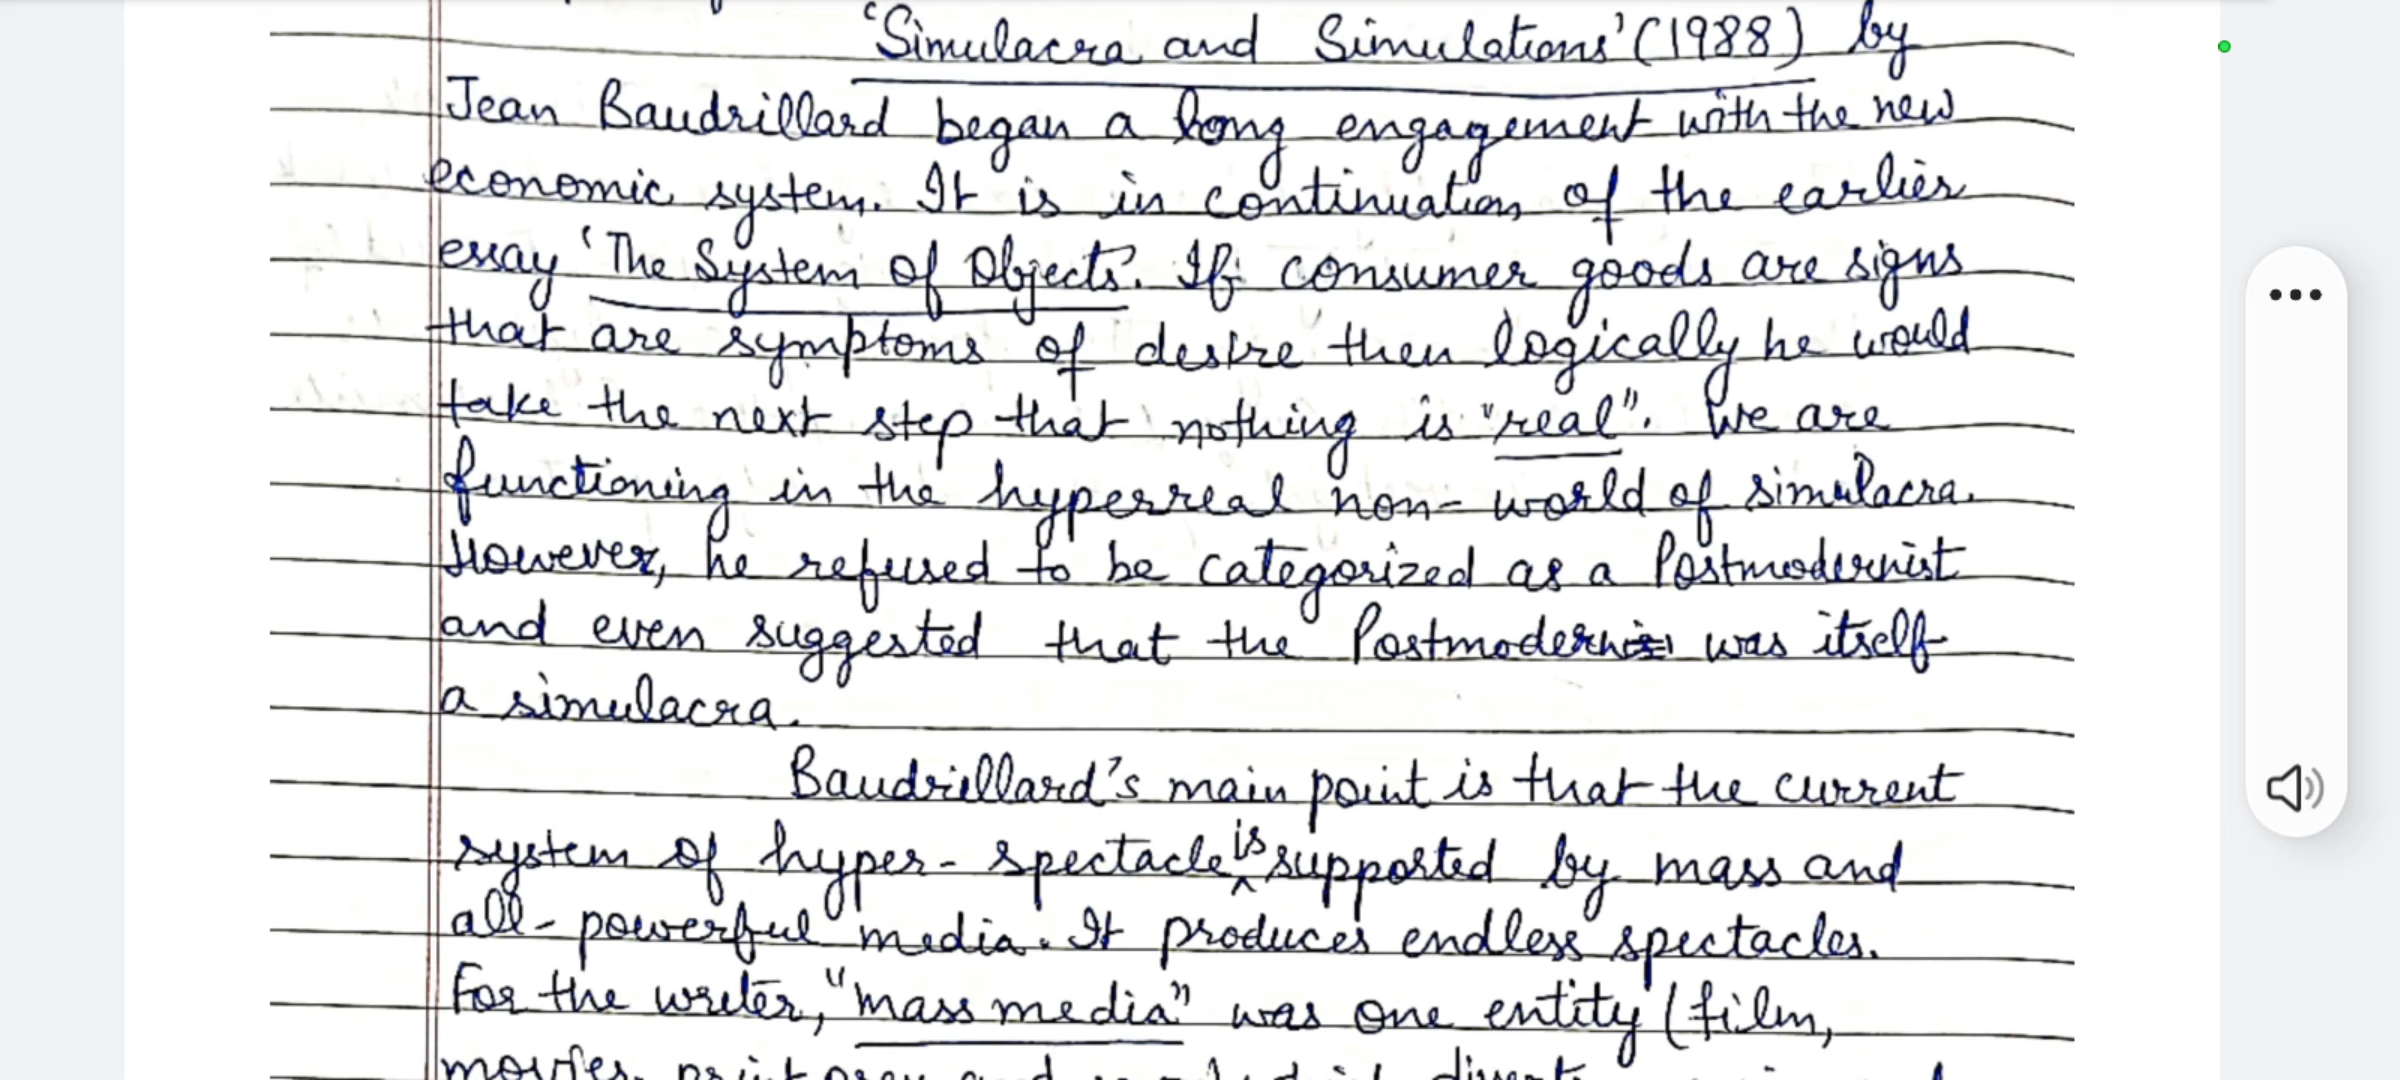 'Simulacra and Simulations' (1988) by
Jean Baudrillard began a long engagement with the new
economic system. It is in continuation of the earlier
essay 'The System of Objects'. If consumer goods are signs
that are symptoms of desire then logically he would
take the next step that nothing is "real". We are
functioning in the hyperreal non-world of simulacra.
However, he refused to be categorized as a Postmodernist
and even suggested that the Postmodern was itself
a simulacra.
Baudrillard's main point is that the current
system of hyper-spectacle is supported by mass and
all-powerful media. It produces endless spectacles.
For the writer, "mass media" was one entity (film,
movies, print